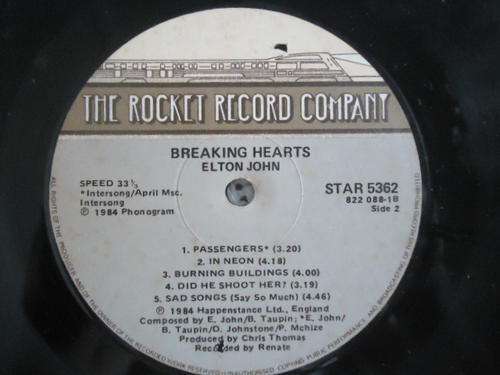 THE ROCKET RECORD COMPANY
BREAKING HEARTS
ELTON JOHN
SPEED 33⅓
*Intersong/April Msc.
Intersong
℗ 1984 Phonogram
STAR 5362
822 088-1B
Side 2
1. PASSENGERS* (3.20)
2. IN NEON (4.18)
3. BURNING BUILDINGS (4.00)
4. DID HE SHOOT HER? (3.19)
5. SAD SONGS (Say So Much) (4.46)
℗ 1984 Happenstance Ltd., England
Composed by E. John/B. Taupin; *E. John/
B. Taupin/D. Johnstone/P. Mchize
Produced by Chris Thomas
Recorded by Renate